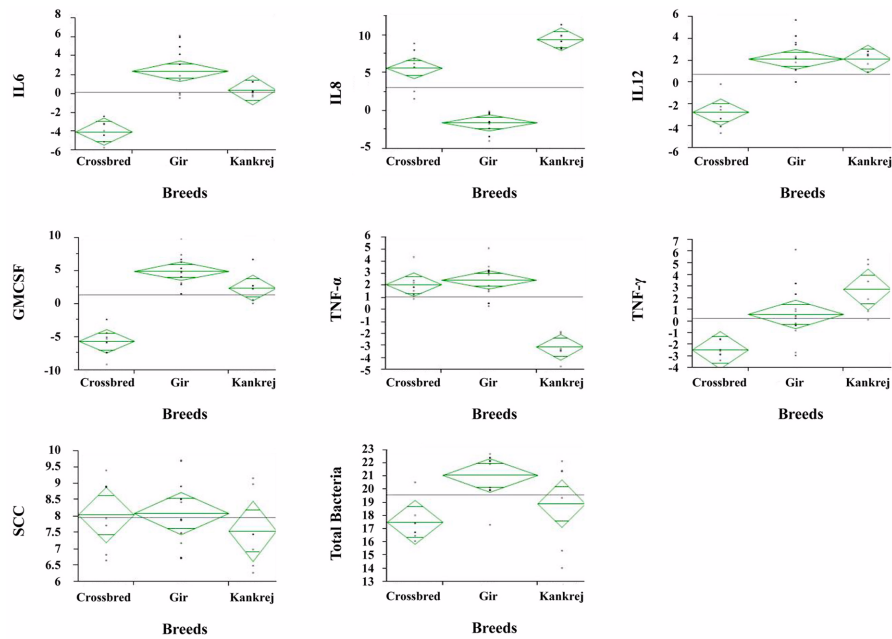 IL6
8
6
4
2
0
-2
-4
-6
Crossbred Gir Kankrej
Breeds
IL8
10
5
0
-5
Crossbred Gir Kankrej
Breeds
IL12
6
4
2
0
-2
-4
-6
Crossbred Gir Kankrej
Breeds
GMCSF
10
5
0
-5
-10
Crossbred Gir Kankrej
Breeds
TNF-α
6
5
4
3
2
1
0
-1
-2
-3
-4
-5
Crossbred Gir Kankrej
Breeds
TNF-γ
7
6
5
4
3
2
1
0
-1
-2
-3
-4
Crossbred Gir Kankrej
Breeds
SCC
10
9.5
9
8.5
8
7.5
7
6.5
6
Crossbred Gir Kankrej
Breeds
Total Bacteria
23
22
21
20
19
18
17
16
15
14
13
Crossbred Gir Kankrej
Breeds